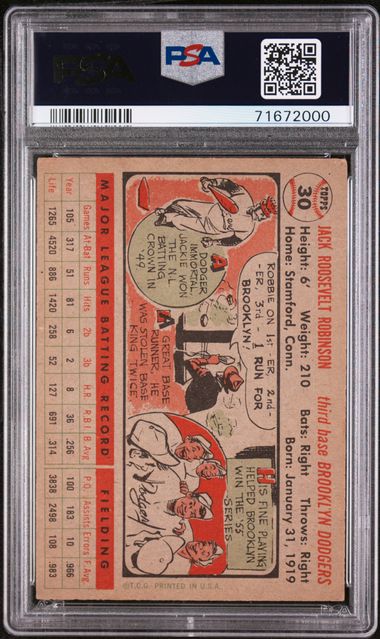 PSA
PSA
71672000
TOPPS
30
JACK ROOSEVELT ROBINSON third base BROOKLYN DODGERS
Height: 6' Weight: 210 Bats: Right Throws: Right
Home: Stamford, Conn. Born: January 31, 1919
DODGER
IMMORTAL
JACKIE WON
THE N.L.
BATTING
CROWN IN
'49
ROBBIE ON 1ST-ER, 2nd-
-ER, 3rd- 1 RUN FOR
BROOKLYN!
A GREAT BASE
RUNNER, HE
WAS STOLEN BASE
KING TWICE
HIS FINE PLAYING
HELPED BROOKLYN
WIN THE '55
SERIES
Dodgers
MAJOR LEAGUE BATTING RECORD FIELDING
Games At-Bat Runs Hits 2b 3b H.R. R.B.I. B. Avg P.O. Assists Errors F. Avg
Year 105 317 51 81 6 2 8 36 .256 100 183 10 .966
Life 1265 4520 886 1420 258 52 127 691 .314 3838 2498 108 .983
©T.C.G. PRINTED IN U.S.A.